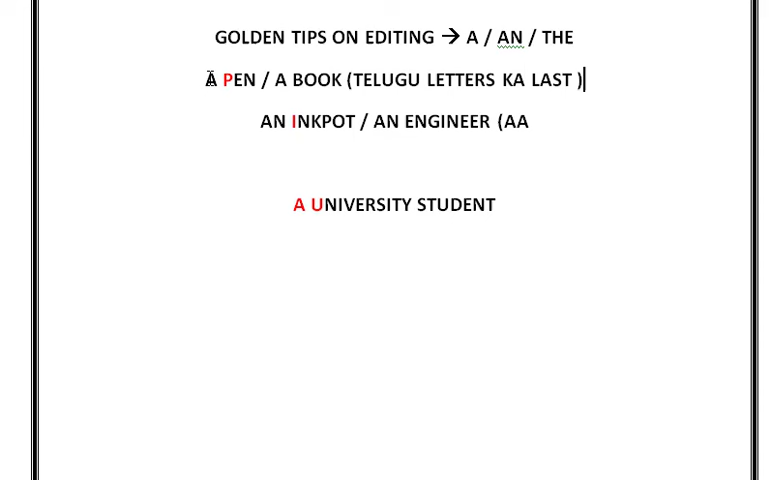 GOLDEN TIPS ON EDITING → A / AN / THE
A PEN / A BOOK (TELUGU LETTERS KA LAST )
AN INKPOT / AN ENGINEER (AA
A UNIVERSITY STUDENT